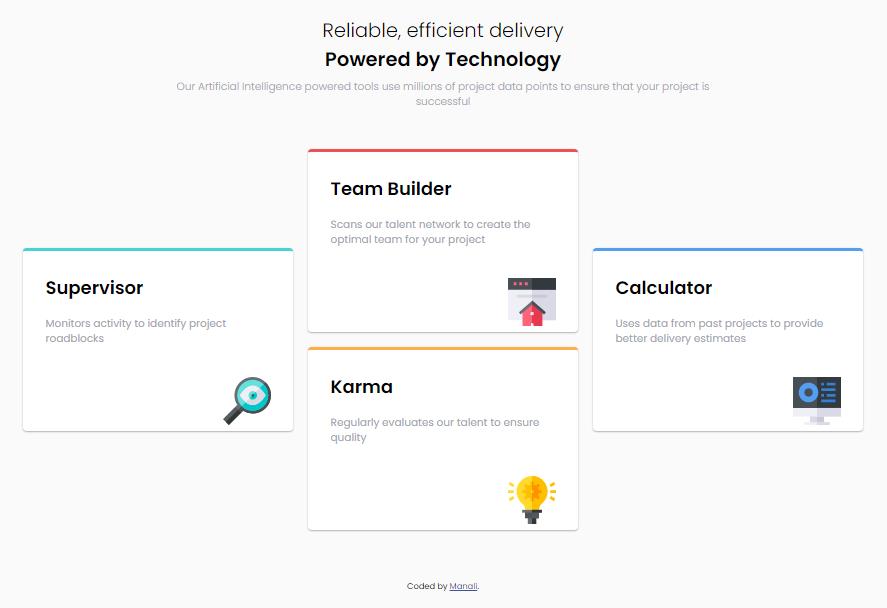 Reliable, efficient delivery
Powered by Technology
Our Artificial Intelligence powered tools use millions of project data points to ensure that your project is
successful
Supervisor
Monitors activity to identify project
roadblocks
Team Builder
Scans our talent network to create the
optimal team for your project
Karma
Regularly evaluates our talent to ensure
quality
Calculator
Uses data from past projects to provide
better delivery estimates
Coded by Manali.